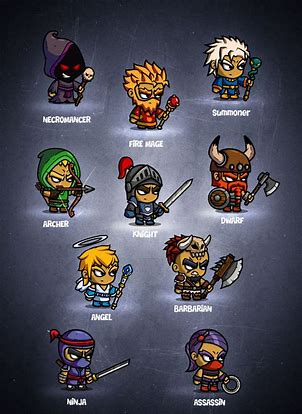 NECROMANCER
FIRE MAGE
Summoner
ARCHER
KNIGHT
DWARF
ANGEL
BARBARIAN
NINJA
ASSASSIN